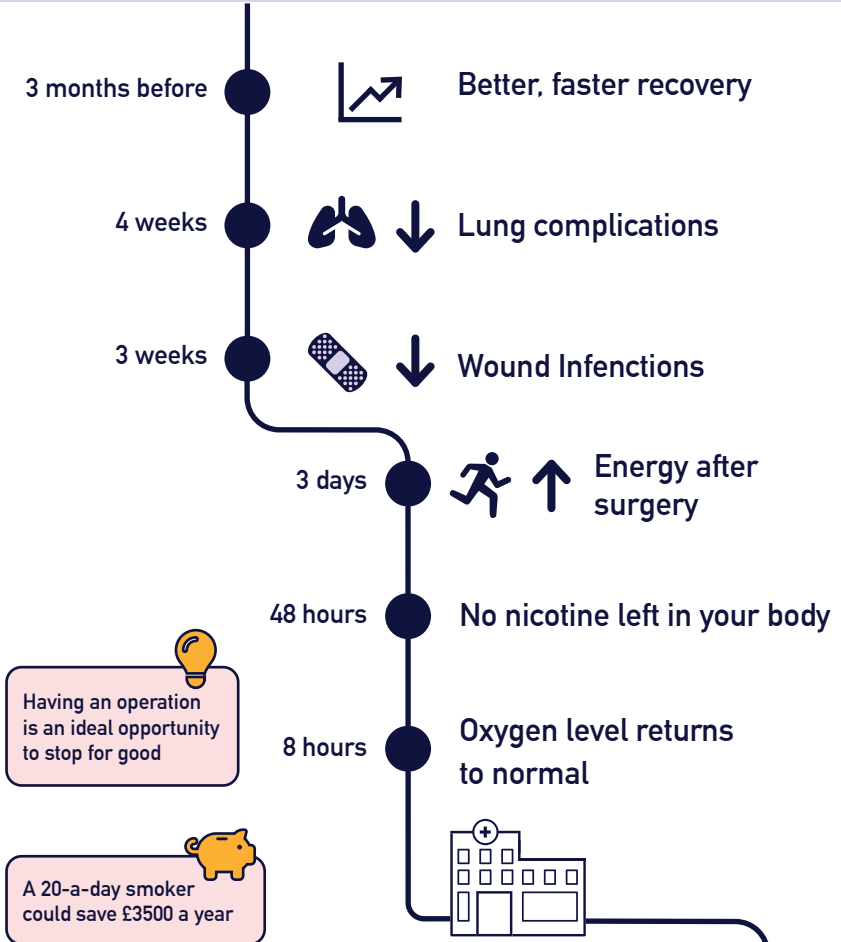 3 months before
Better, faster recovery
4 weeks
Lung complications
3 weeks
Wound Infenctions
3 days
Energy after
surgery
48 hours
No nicotine left in your body
Having an operation
is an ideal opportunity
to stop for good
8 hours
Oxygen level returns
to normal
A 20-a-day smoker
could save £3500 a year